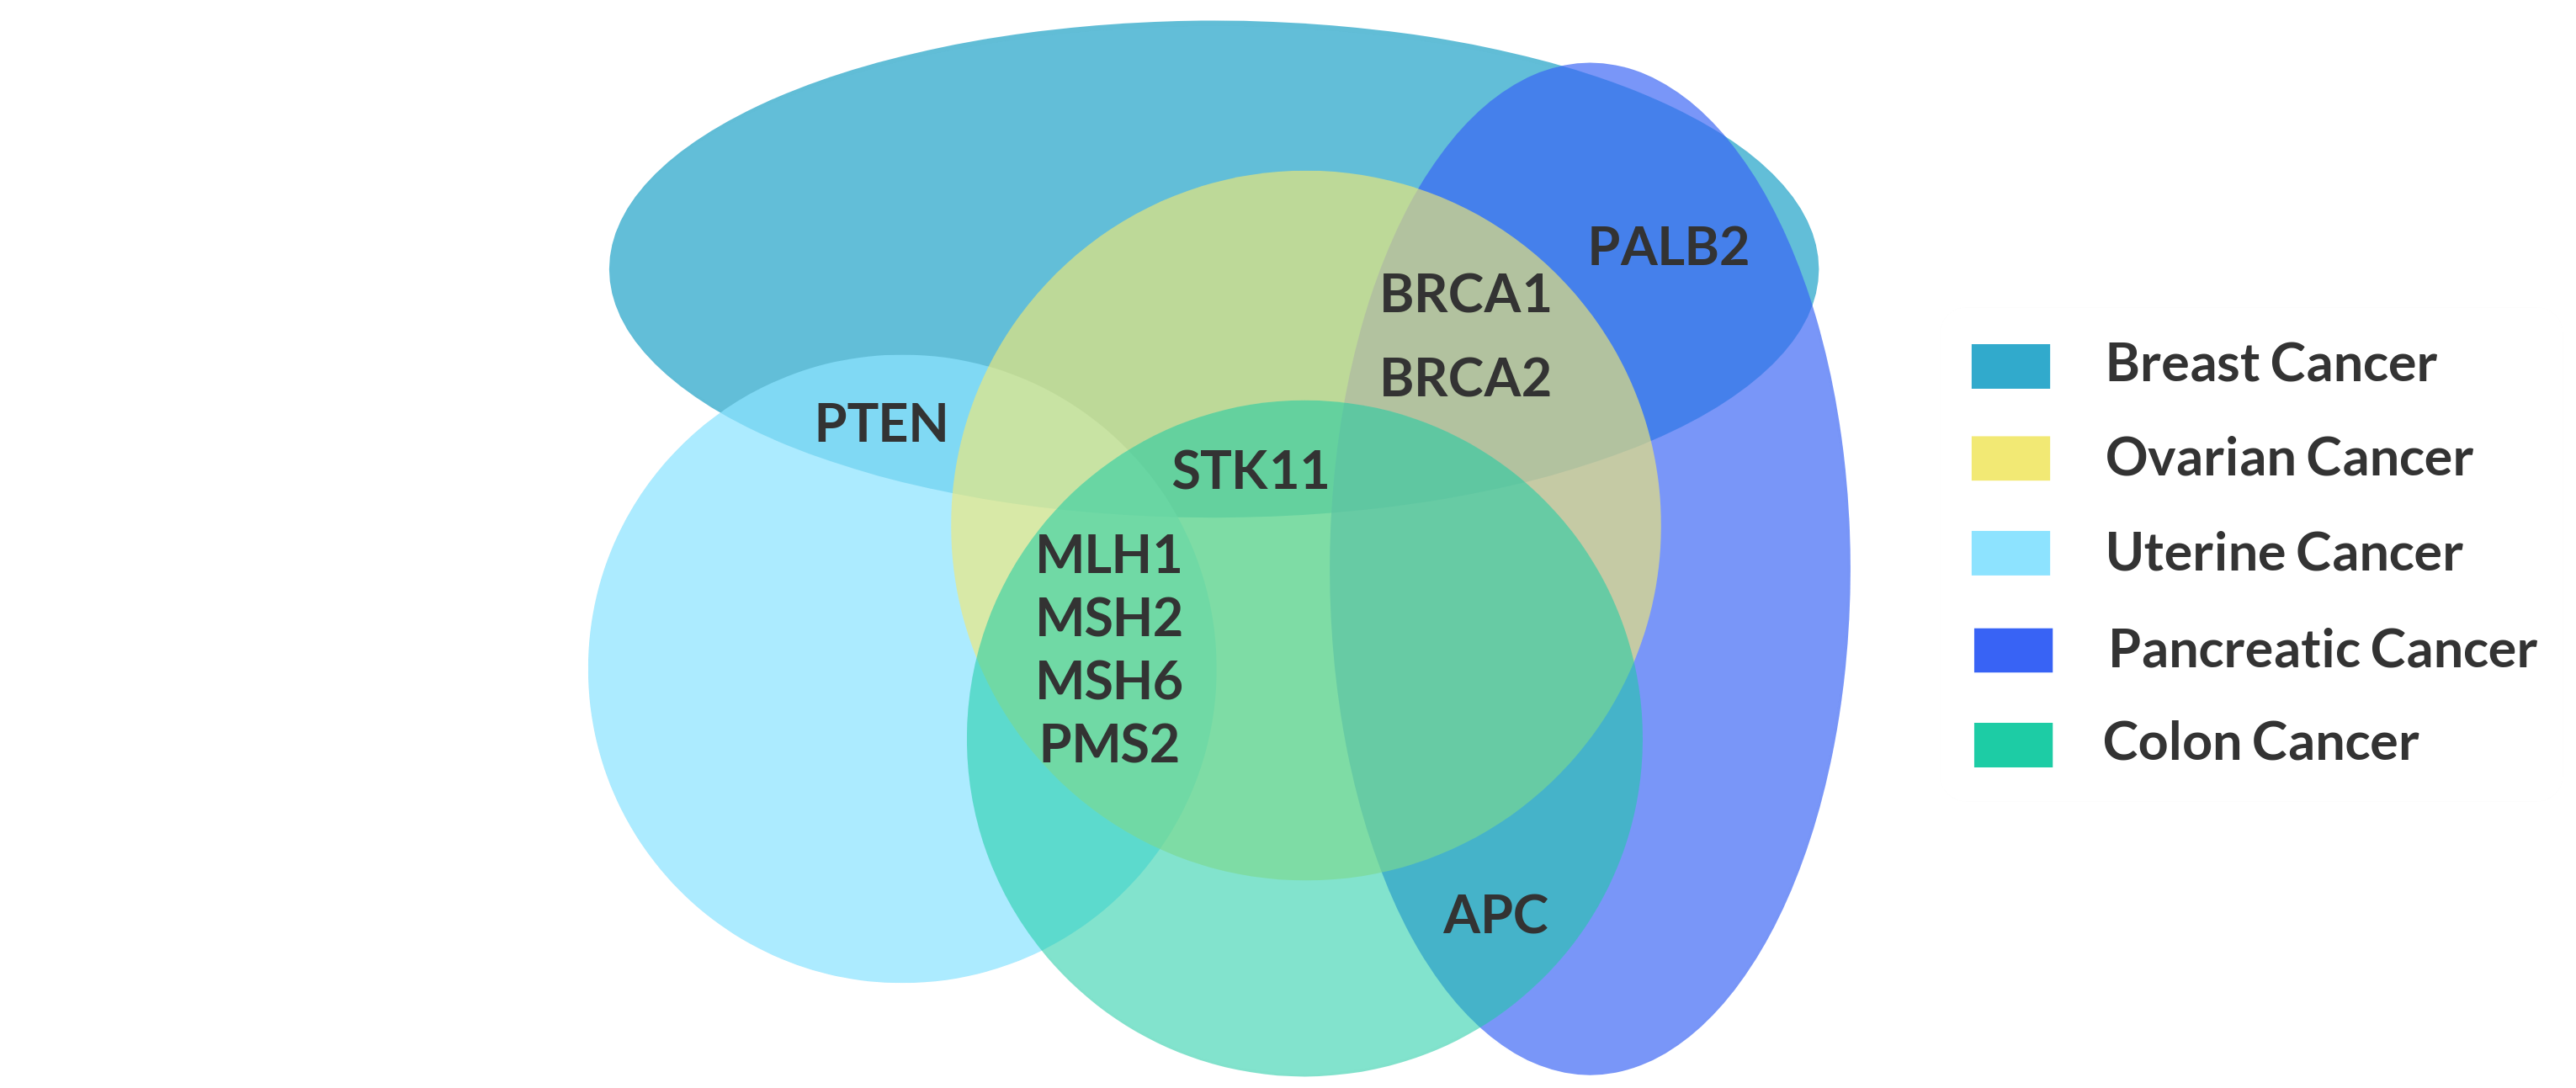 PALB2
BRCA1
BRCA2
PTEN
STK11
MLH1
MSH2
MSH6
PMS2
APC
Breast Cancer
Ovarian Cancer
Uterine Cancer
Pancreatic Cancer
Colon Cancer